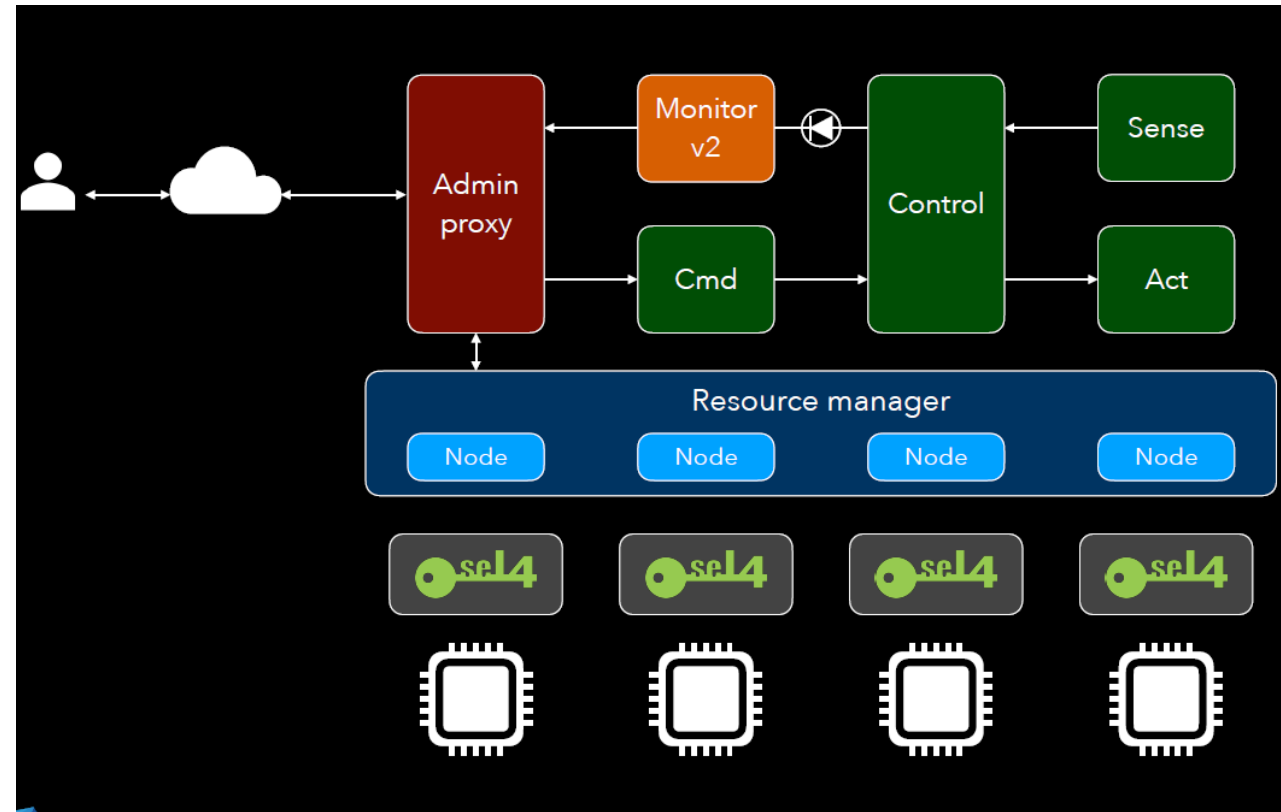 Monitor
v2
Sense
Admin
proxy
Control
Cmd
Act
Resource manager
Node
Node
Node
Node
seL4
seL4
seL4
seL4